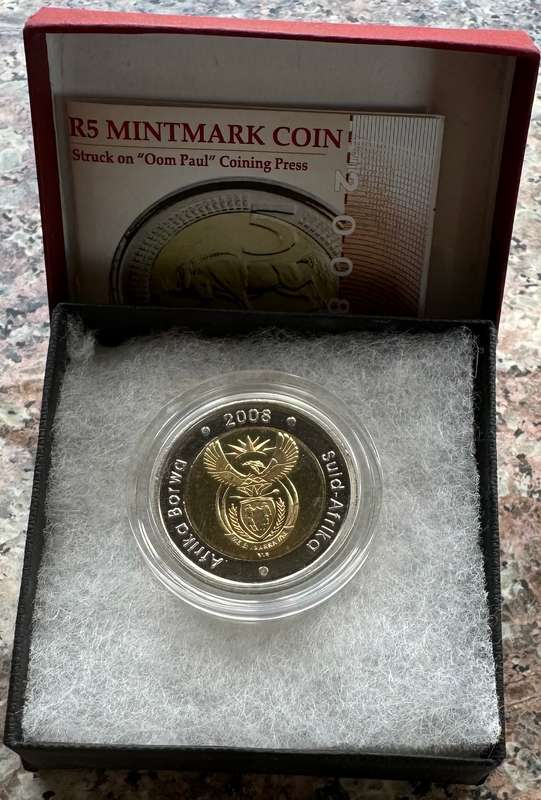 R5 MINTMARK COIN
Struck on “Oom Paul” Coining Press
2008
2008
Afrika Borwa
Suid-Afrika